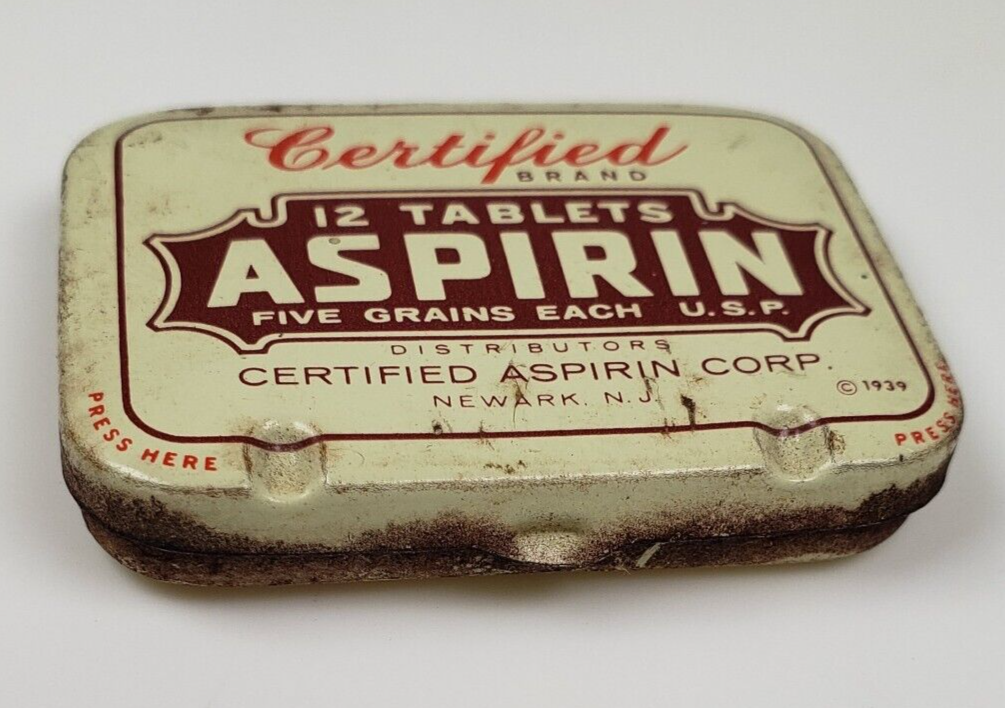 Certified
BRAND
12 TABLETS
ASPIRIN
FIVE GRAINS EACH U.S.P.
DISTRIBUTORS
CERTIFIED ASPIRIN CORP.
NEWARK, N.J.
© 1939
PRESS HERE
PRESS HERE